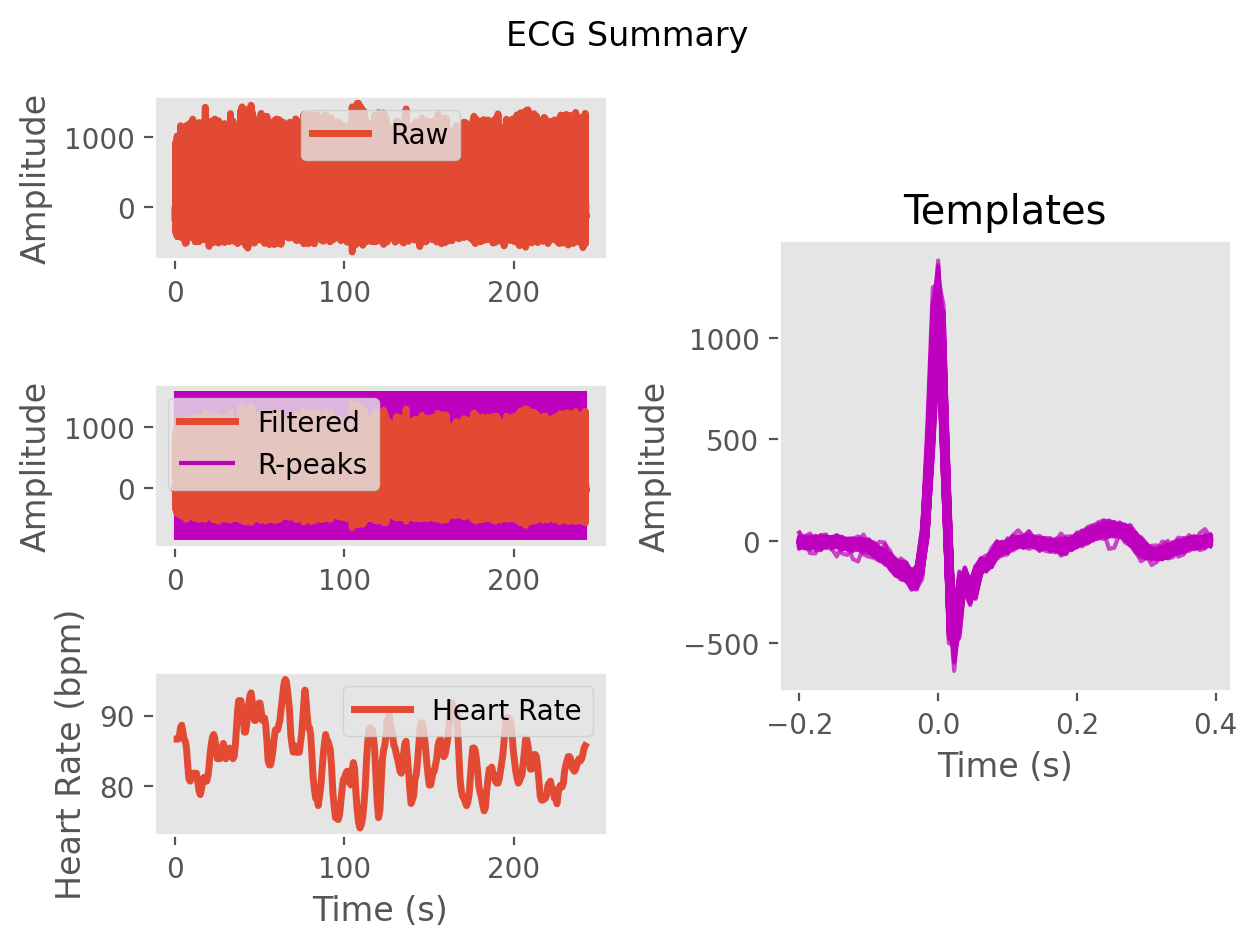 ECG Summary
Amplitude
1000
0
Raw
0 100 200
Amplitude
1000
0
Filtered
R-peaks
0 100 200
Heart Rate (bpm)
90
80
Heart Rate
0 100 200
Time (s)
Templates
Amplitude
1000
500
0
−500
−0.2 0.0 0.2 0.4
Time (s)